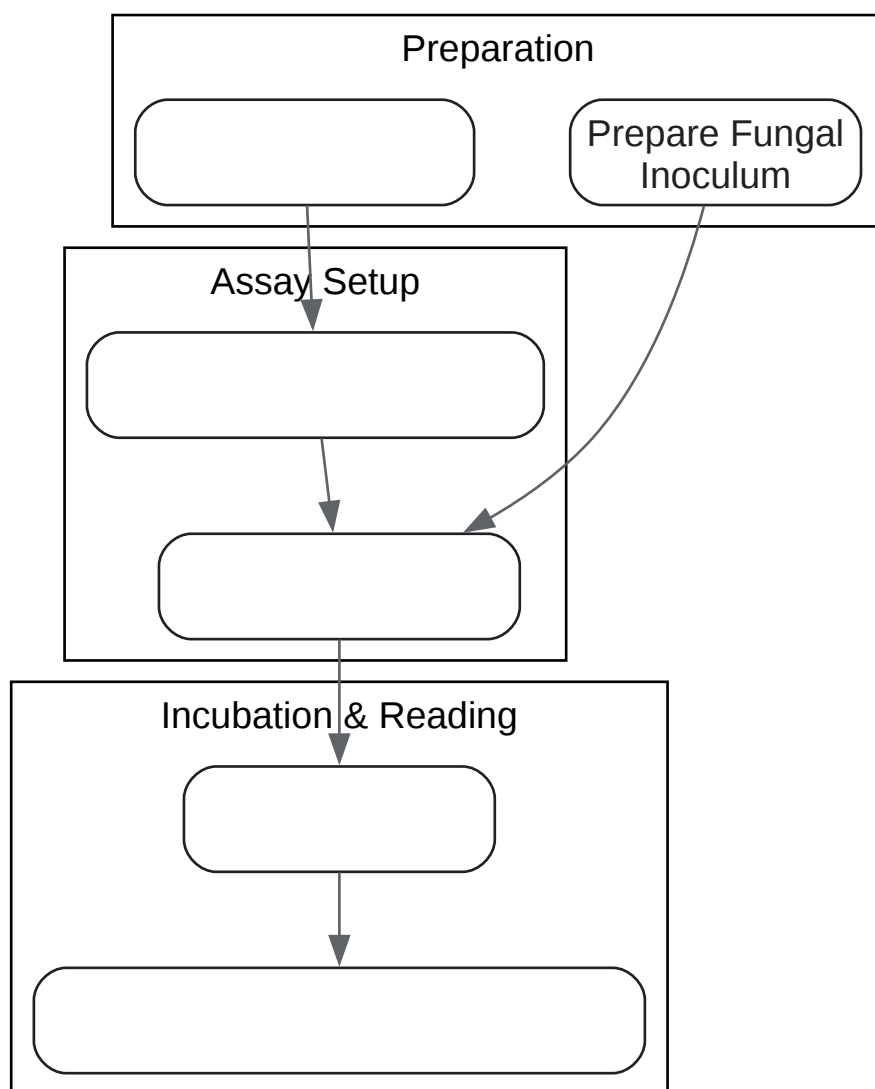 Preparation
Prepare Fungal
Inoculum
Assay Setup
Incubation & Reading